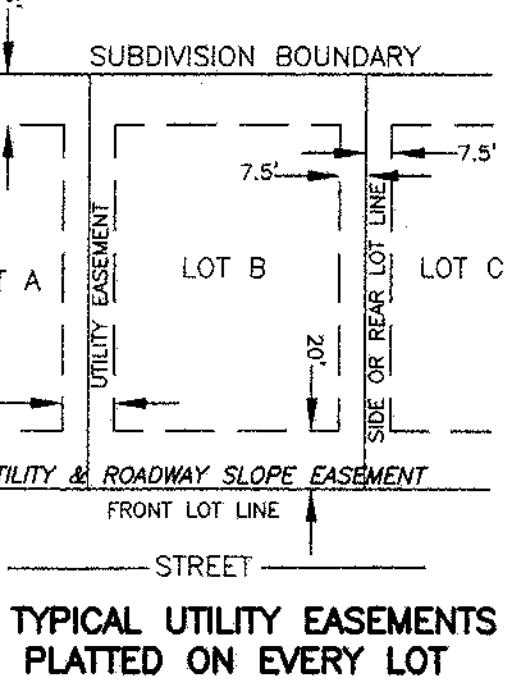 SUBDIVISION BOUNDARY
7.5'
7.5'
UTILITY EASEMENT
LOT B
SIDE OR REAR LOT LINE
LOT C
A
20'
& ROADWAY SLOPE EASEMENT
FRONT LOT LINE
STREET
TYPICAL UTILITY EASEMENTS
PLATTED ON EVERY LOT